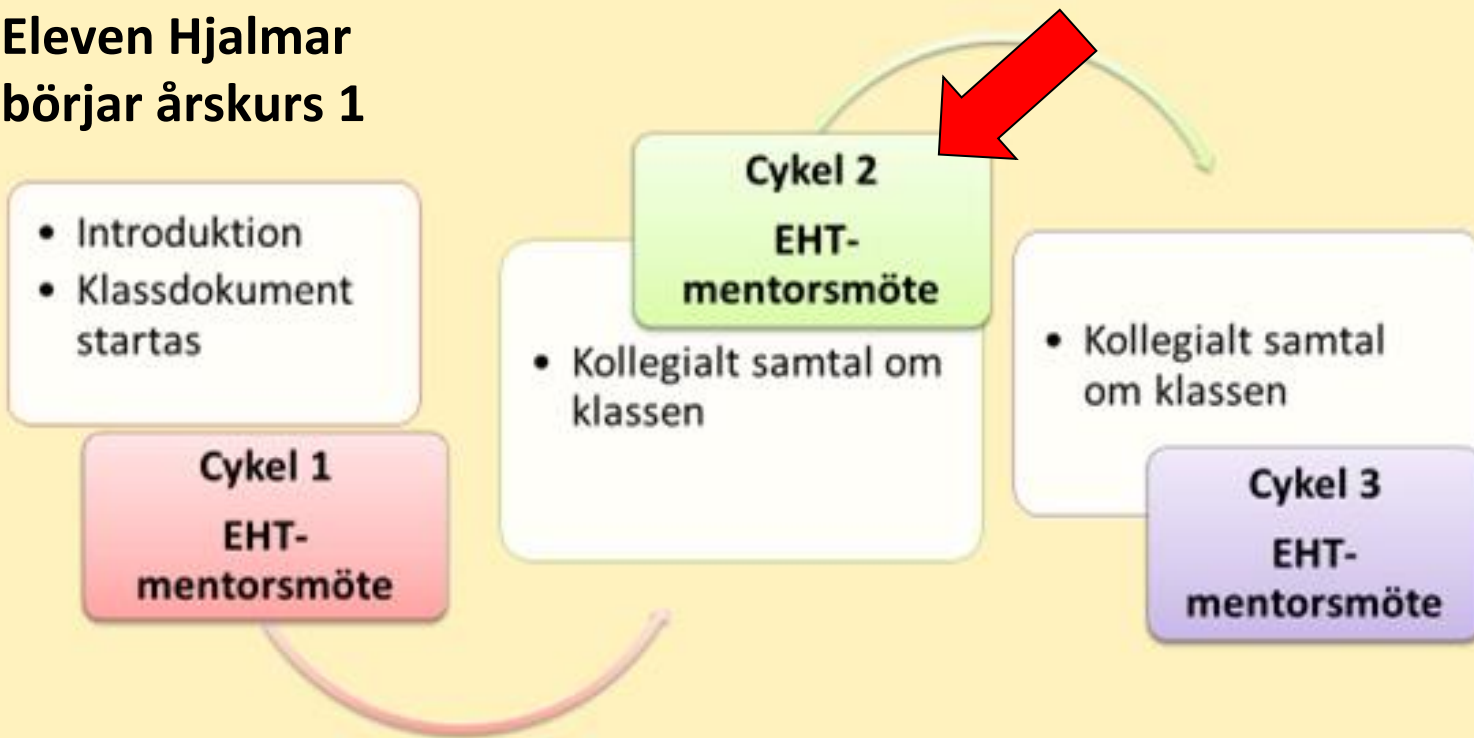 Eleven Hjalmar
börjar årskurs 1
• Introduktion
• Klassdokument
startas
Cykel 1
EHT-
mentorsmöte
Cykel 2
EHT-
mentorsmöte
• Kollegialt samtal om
klassen
• Kollegialt samtal
om klassen
Cykel 3
EHT-
mentorsmöte